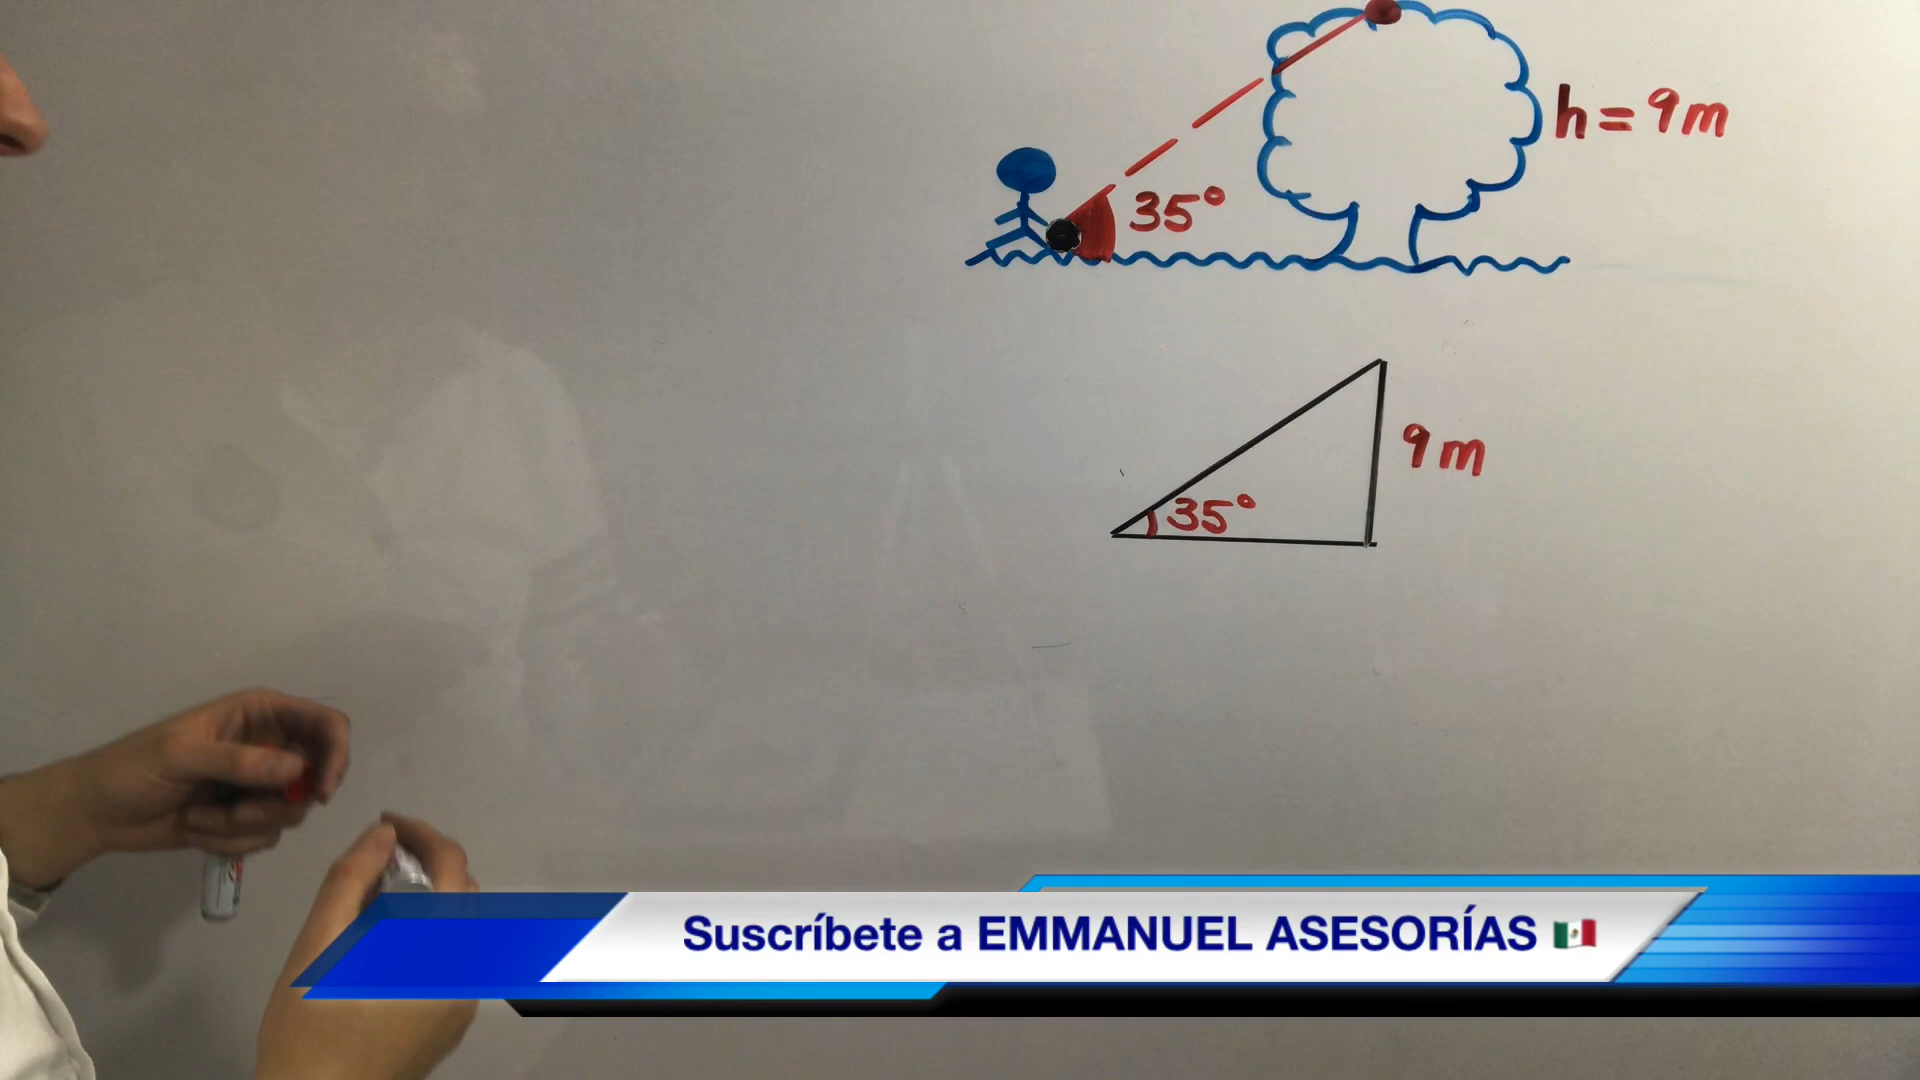 h = 9m
35°
9m
35°
Suscríbete a EMMANUEL ASESORÍAS 🇲🇽